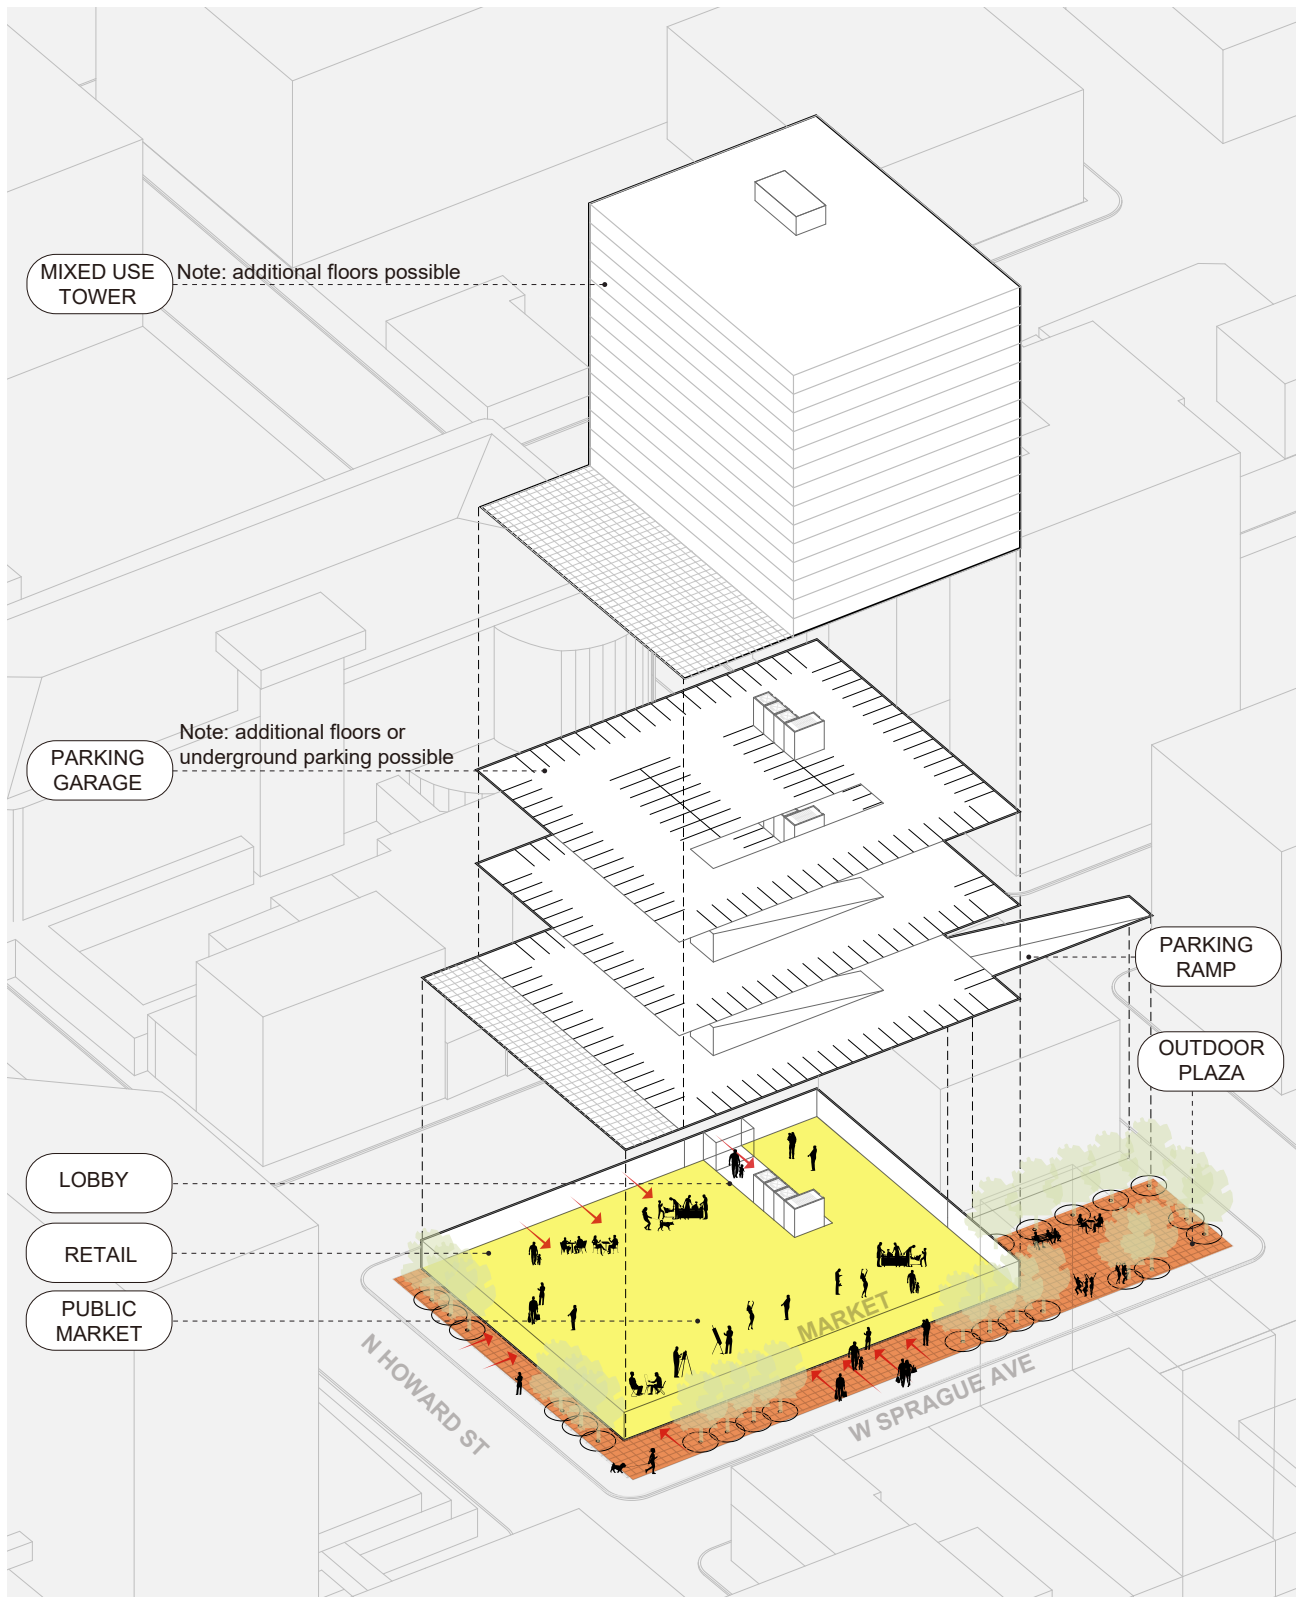 MIXED USE
TOWER
Note: additional floors possible
Note: additional floors or
underground parking possible
PARKING
GARAGE
PARKING
RAMP
OUTDOOR
PLAZA
LOBBY
RETAIL
PUBLIC
MARKET
MARKET
N HOWARD ST
W SPRAGUE AVE